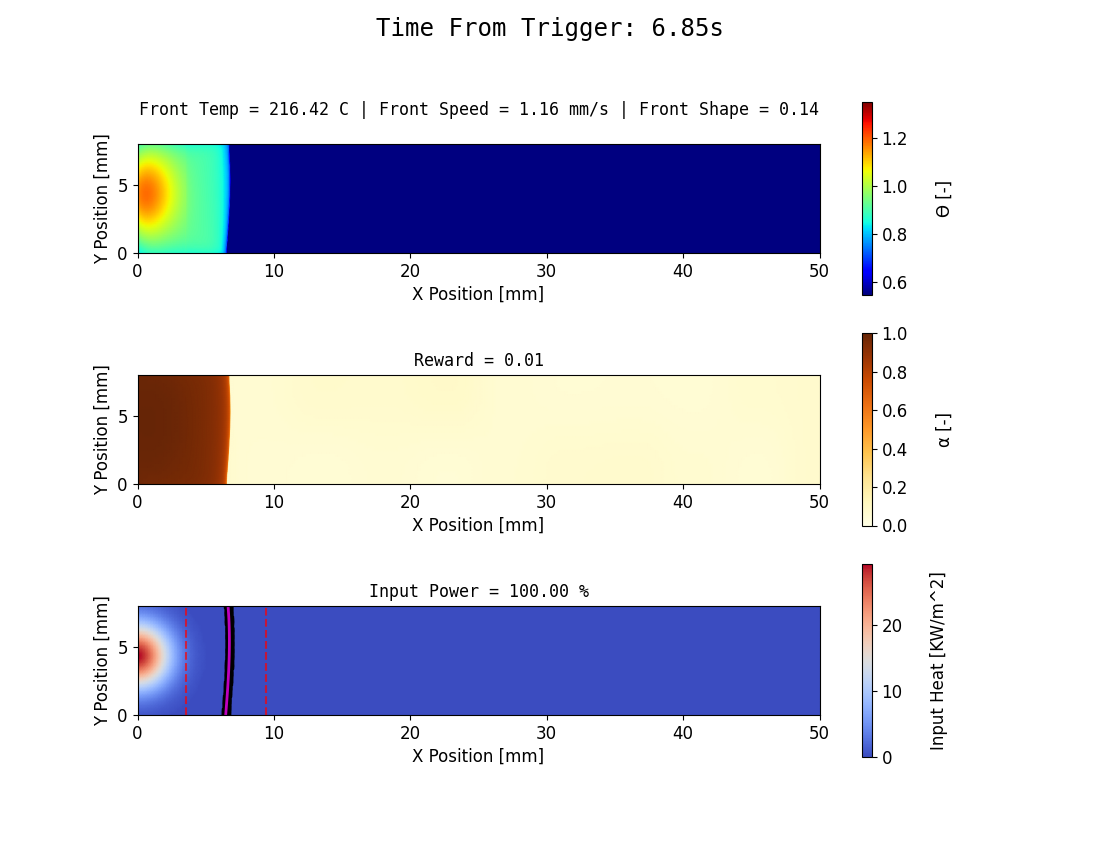 Time From Trigger: 6.85s
Front Temp = 216.42 C | Front Speed = 1.16 mm/s | Front Shape = 0.14
Y Position [mm]
5
0
0 10 20 30 40 50
X Position [mm]
1.2
1.0
0.8
0.6
Θ [-]
Reward = 0.01
Y Position [mm]
5
0
0 10 20 30 40 50
X Position [mm]
1.0
0.8
0.6
0.4
0.2
0.0
α [-]
Input Power = 100.00 %
Y Position [mm]
5
0
0 10 20 30 40 50
X Position [mm]
20
10
0
Input Heat [KW/m^2]